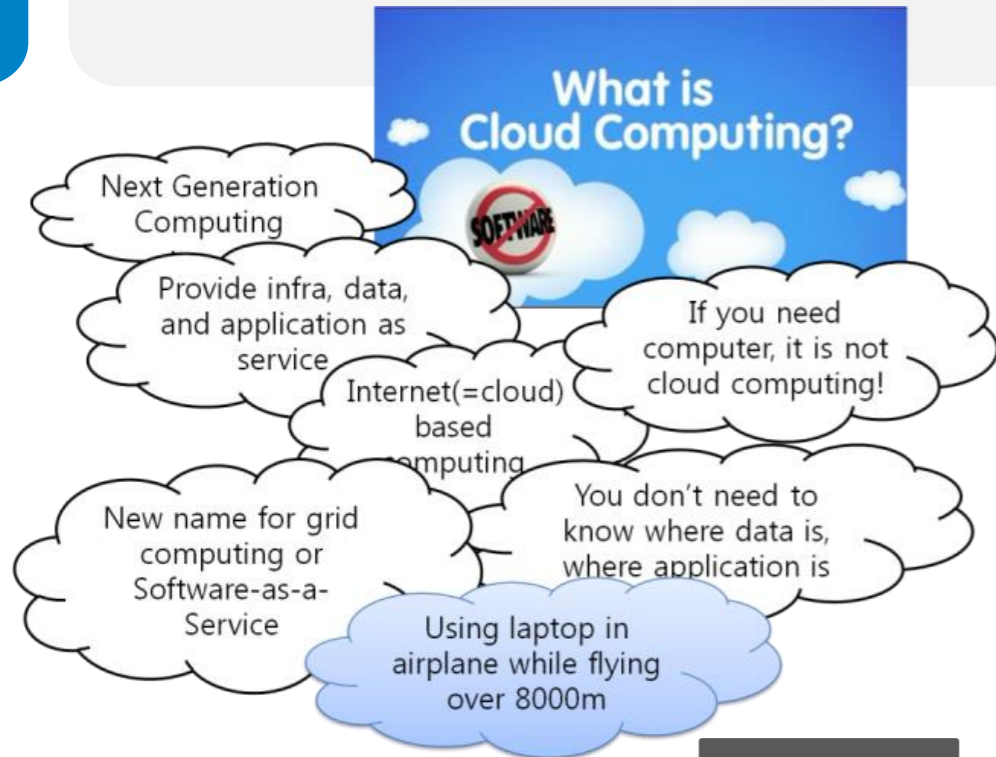 What is
Cloud Computing?
SOFTWARE
Next Generation
Computing
Provide infra, data,
and application as
service
If you need
computer, it is not
cloud computing!
Internet(=cloud)
based
computing
You don't need to
know where data is,
where application is
New name for grid
computing or
Software-as-a-
Service
Using laptop in
airplane while flying
over 8000m